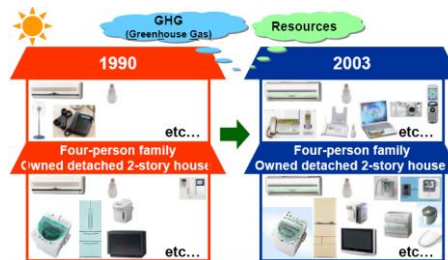 GHG
(Greenhouse Gas)
Resources
1990
2003
etc...
etc...
Four-person family
Owned detached 2-story house
Four-person family
Owned detached 2-story house
etc...
etc...